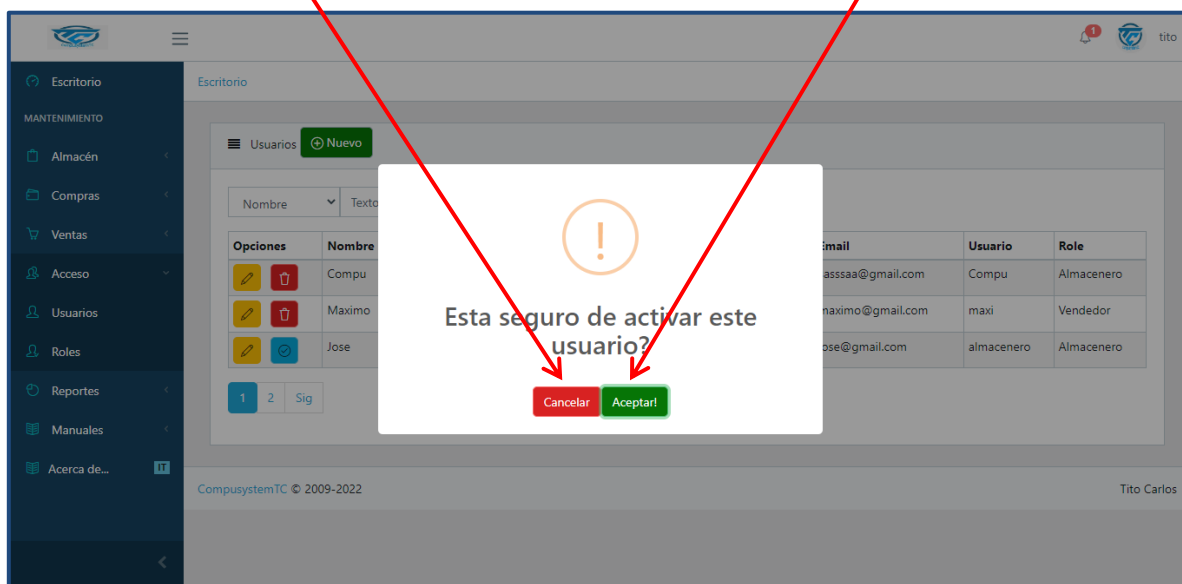 1
tito
Escritorio
Escritorio
MANTENIMIENTO
Almacén
Compras
Ventas
Acceso
Usuarios
Roles
Reportes
Manuales
Acerca de... IT
Usuarios Nuevo
Nombre Texto
Opciones Nombre Email Usuario Role
Compu asssaa@gmail.com Compu Almacenero
Maximo maximo@gmail.com maxi Vendedor
Jose ose@gmail.com almacenero Almacenero
1 2 Sig
!
Esta seguro de activar este
usuario?
Cancelar Aceptar!
CompusystemTC © 2009-2022 Tito Carlos